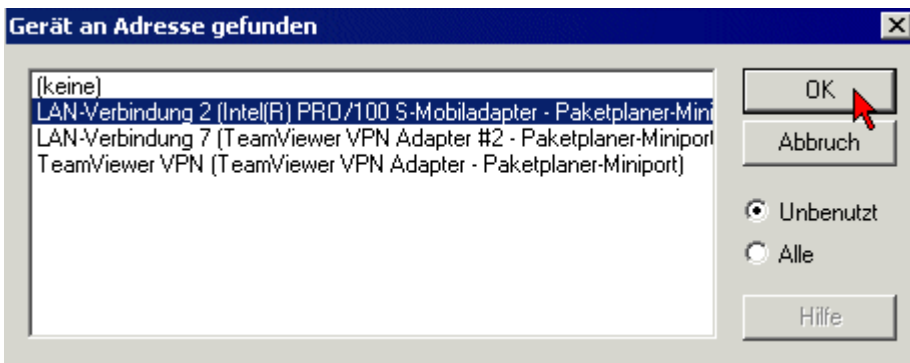 Gerät an Adresse gefunden
(keine)
LAN-Verbindung 2 (Intel(R) PRO/100 S-Mobiladapter - Paketplaner-Mini
LAN-Verbindung 7 (TeamViewer VPN Adapter #2 - Paketplaner-Miniport
TeamViewer VPN (TeamViewer VPN Adapter - Paketplaner-Miniport)
OK
Abbruch
Unbenutzt
Alle
Hilfe